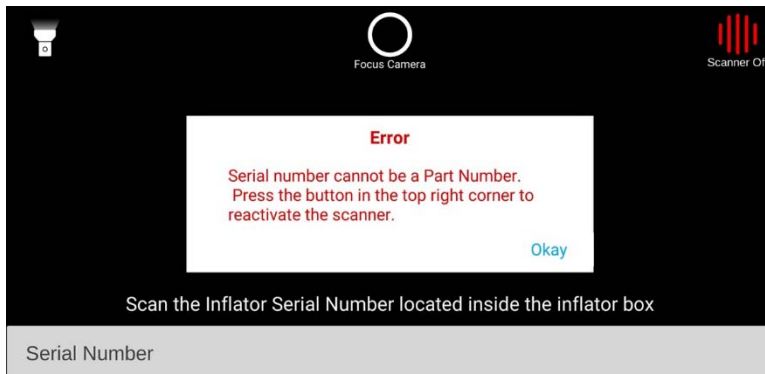 Focus Camera
Scanner Of
Error
Serial number cannot be a Part Number.
Press the button in the top right corner to
reactivate the scanner.
Okay
Scan the Inflator Serial Number located inside the inflator box
Serial Number